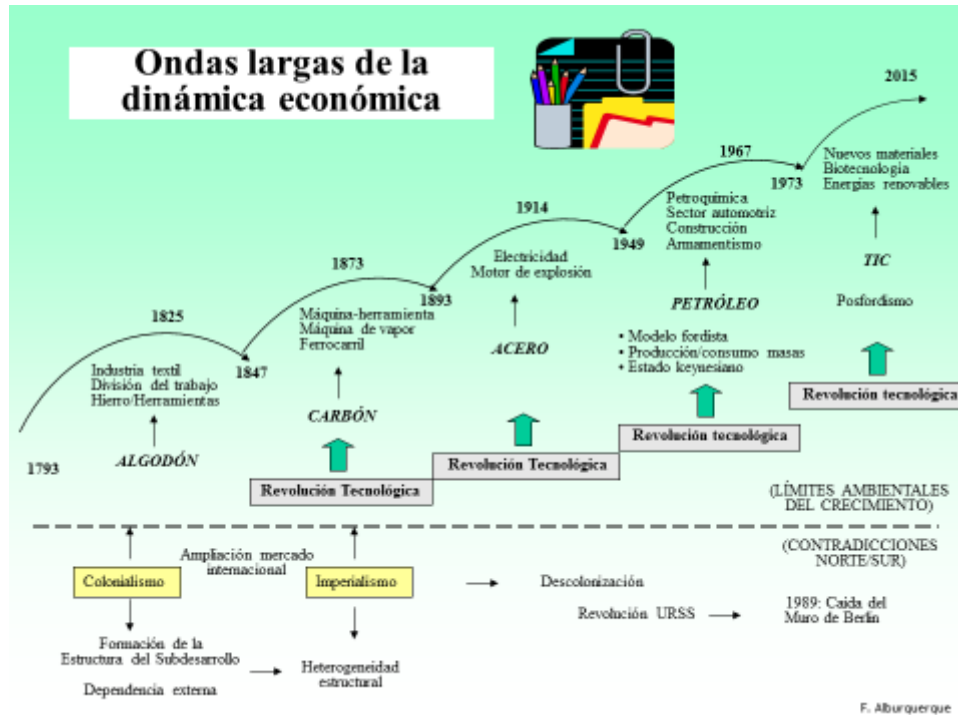 Ondas largas de la
dinámica económica
2015
1967
1973
Nuevos materiales
Biotecnología
Energías renovables
1914
1949
Petroquímica
Sector automotriz
Construcción
Armamentismo
TIC
1873
1893
Electricidad
Motor de explosión
PETRÓLEO
Posfordismo
1825
1847
Máquina-herramienta
Máquina de vapor
Ferrocarril
ACERO
• Modelo fordista
• Producción/consumo masas
• Estado keynesiano
Industria textil
División del trabajo
Hierro/Herramientas
CARBÓN
Revolución tecnológica
1793
ALGODÓN
Revolución tecnológica
Revolución Tecnológica
Revolución Tecnológica
(LÍMITES AMBIENTALES
DEL CRECIMIENTO)
(CONTRADICCIONES
NORTE/SUR)
Ampliación mercado
internacional
Colonialismo
Imperialismo
Descolonización
Revolución URSS
1989: Caida del
Muro de Berlín
Formación de la
Estructura del Subdesarrollo
Dependencia externa
Heterogeneidad
estructural
F. Alburquerque